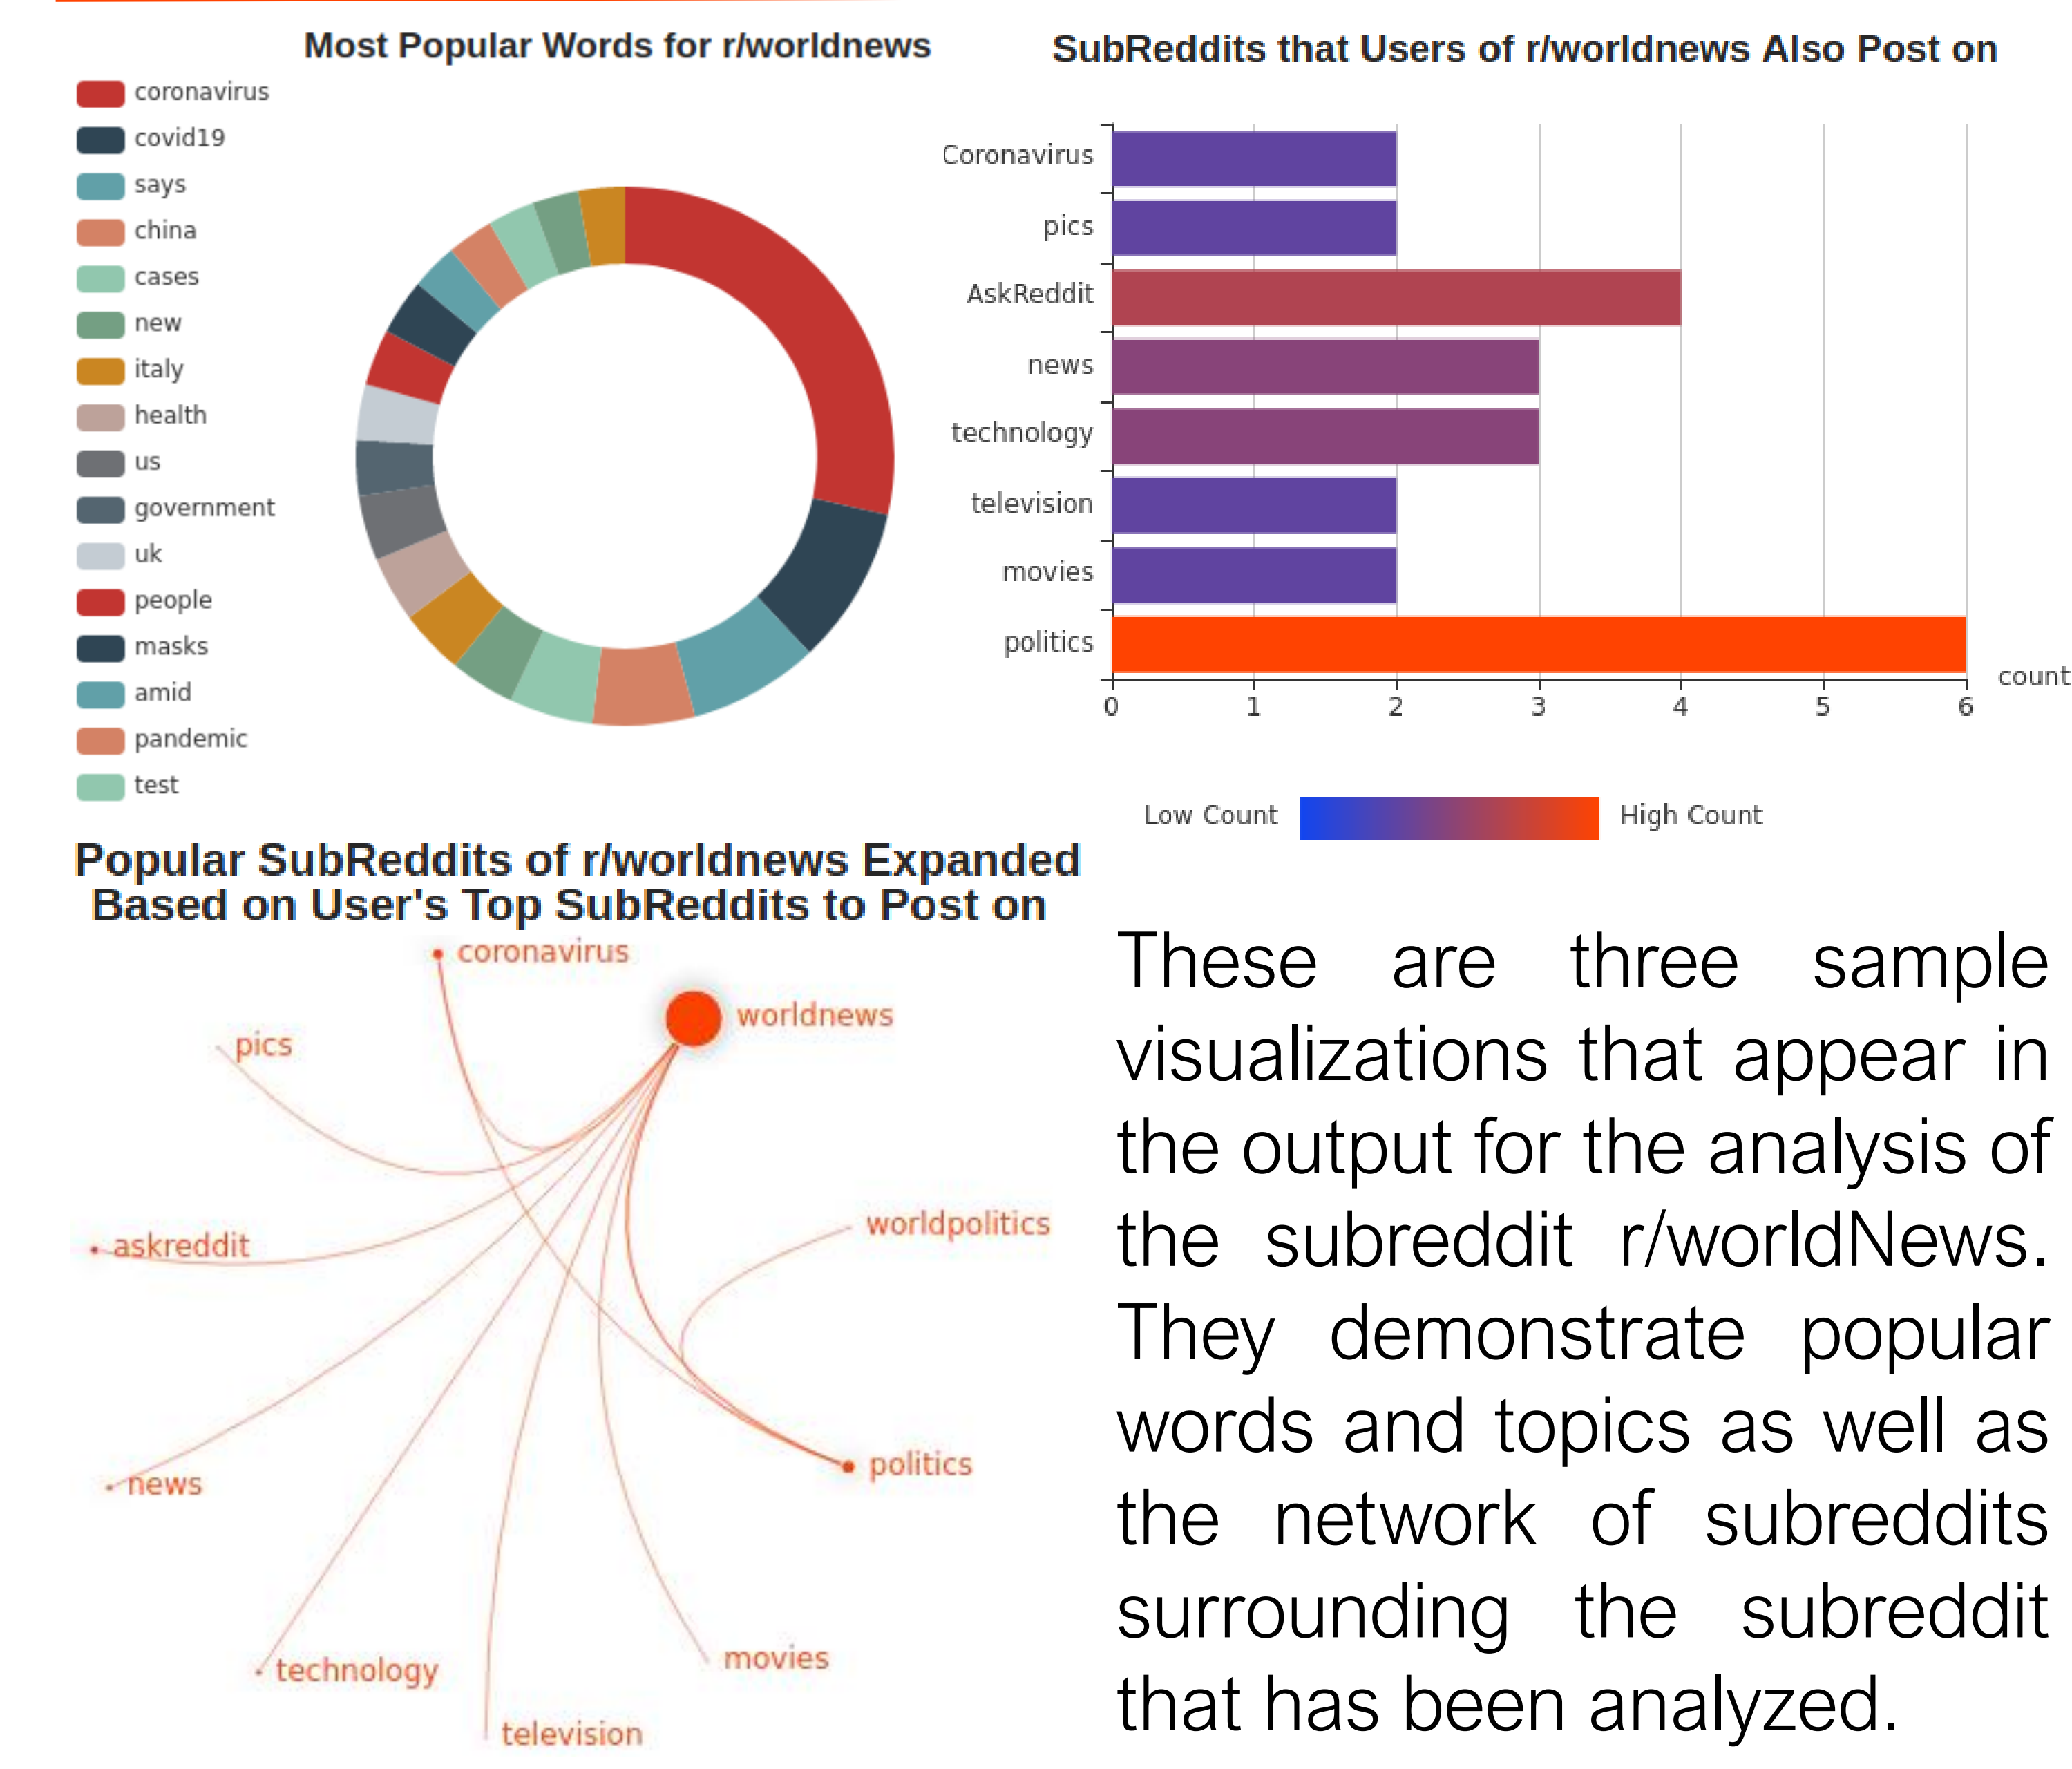 Most Popular Words for r/worldnews
coronavirus
covid19
says
china
cases
new
italy
health
us
government
uk
people
masks
amid
pandemic
test
SubReddits that Users of r/worldnews Also Post on
Coronavirus
pics
AskReddit
news
technology
television
movies
politics
count
0 1 2 3 4 5 6
Low Count High Count
Popular SubReddits of r/worldnews Expanded
Based on User's Top SubReddits to Post on
coronavirus
worldnews
pics
worldpolitics
askreddit
politics
news
movies
technology
television
These are three sample
visualizations that appear in
the output for the analysis of
the subreddit r/worldNews.
They demonstrate popular
words and topics as well as
the network of subreddits
surrounding the subreddit
that has been analyzed.